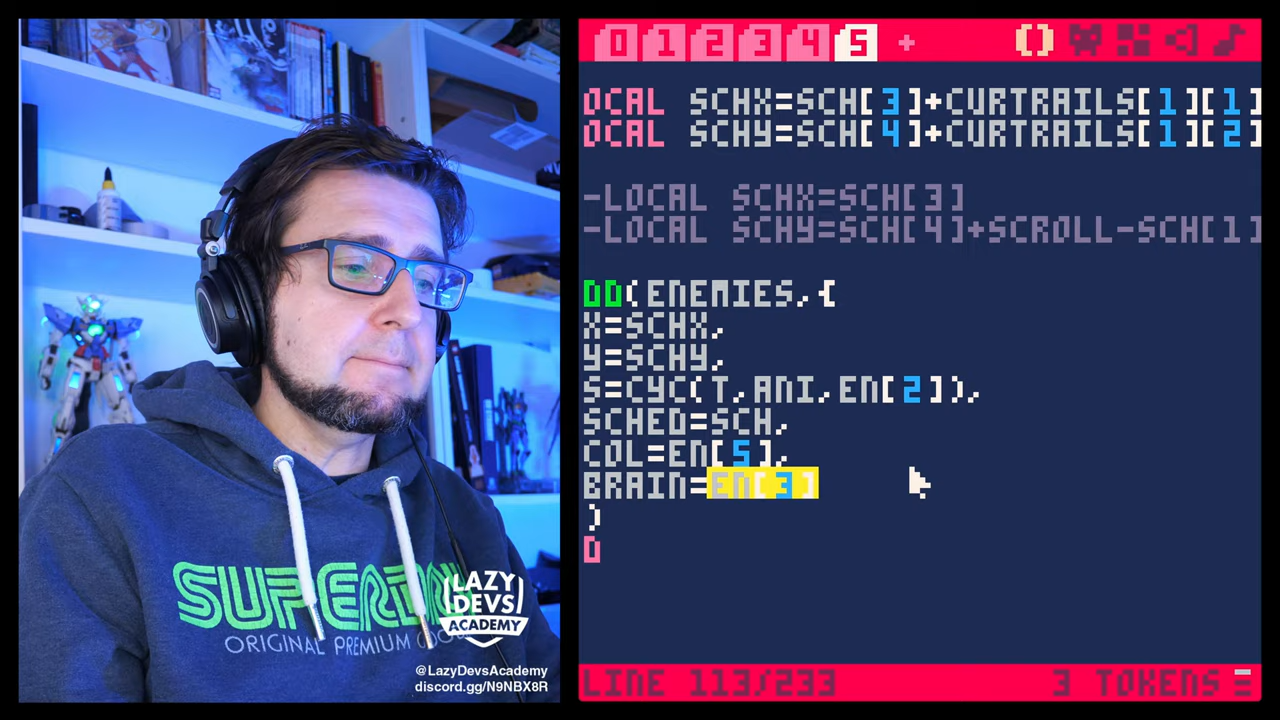 0 1 2 3 4 5 +
OCAL SCHX=SCH[3]+CURTRAILS[1][1]
OCAL SCHY=SCH[4]+CURTRAILS[1][2]
-LOCAL SCHX=SCH[3]
-LOCAL SCHY=SCH[4]+SCROLL-SCH[1]
DD(ENEMIES,{
X=SCHX,
Y=SCHY,
S=CYC(T,ANI,EN[2]),
SCHED=SCH,
COL=EN[5],
BRAIN=EN[3]
)
D
LINE 113/233 3 TOKENS
ORIGINAL PREMIUM
LAZY
DEVS
ACADEMY
@LazyDevsAcademy
discord.gg/N9NBX8R